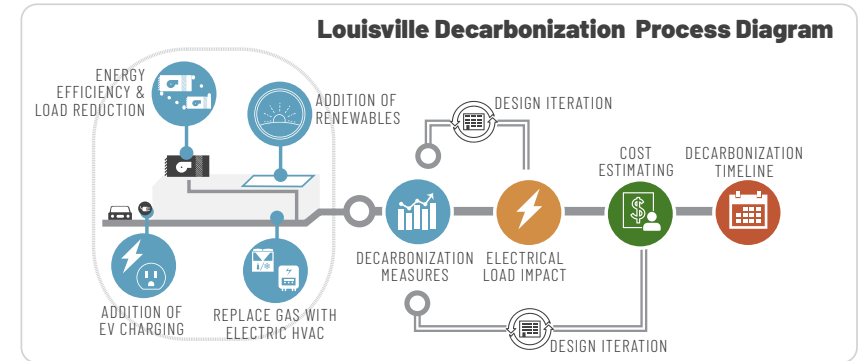 Louisville Decarbonization Process Diagram
ENERGY
EFFICIENCY &
LOAD REDUCTION
ADDITION OF
RENEWABLES
ADDITION OF
EV CHARGING
REPLACE GAS WITH
ELECTRIC HVAC
DESIGN ITERATION
DECARBONIZATION
MEASURES
ELECTRICAL
LOAD IMPACT
COST
ESTIMATING
$
DECARBONIZATION
TIMELINE
DESIGN ITERATION